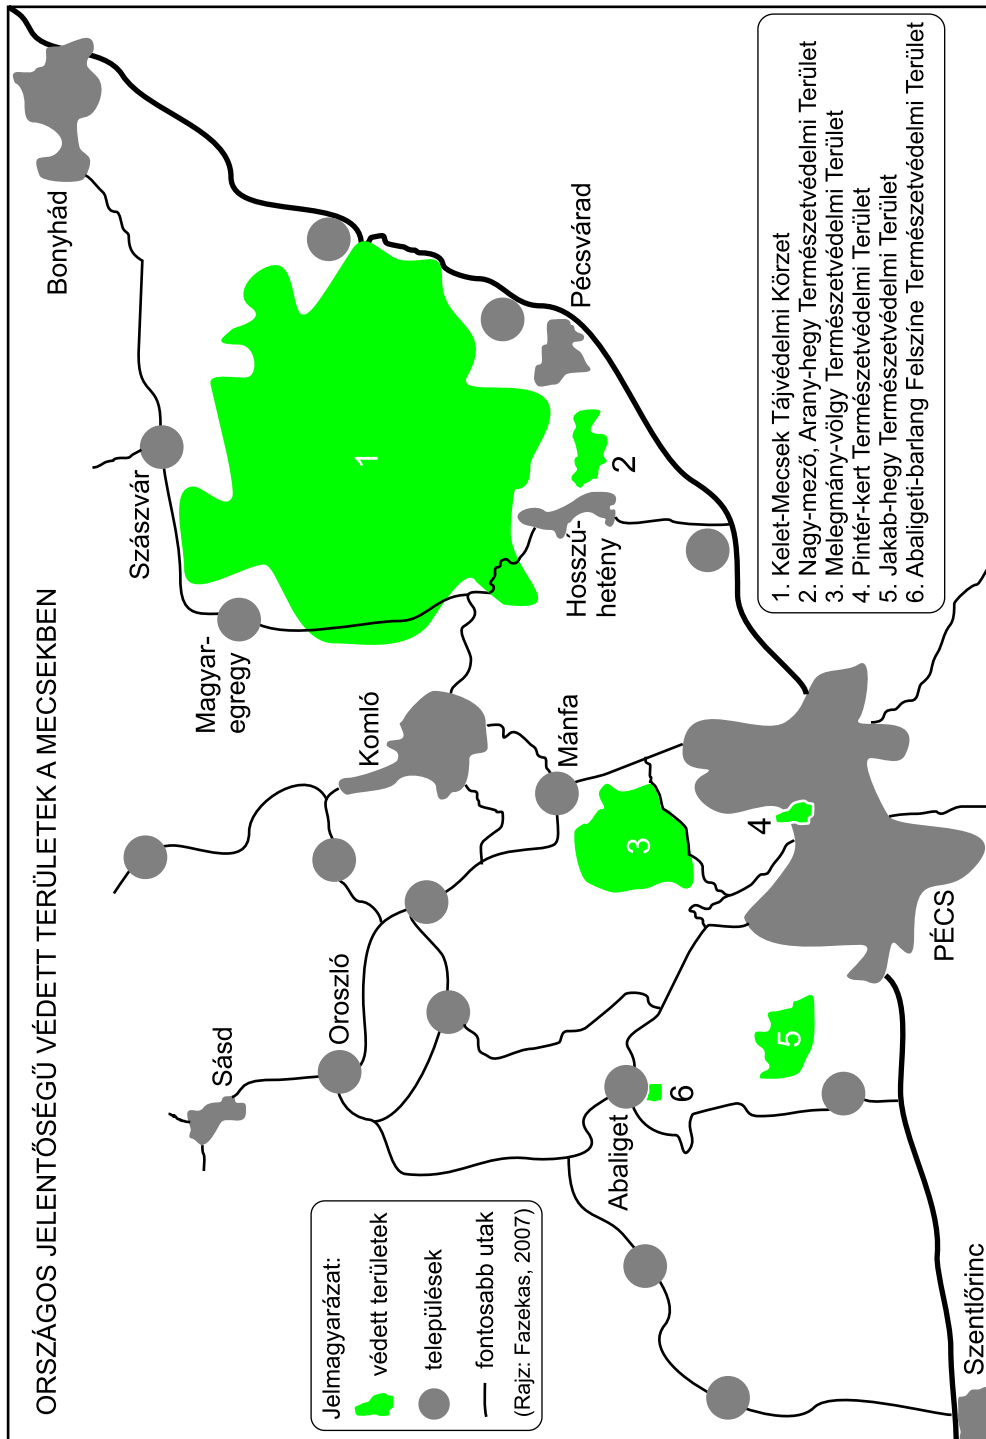 ORSZÁGOS JELENTŐSÉGŰ VÉDETT TERÜLETEK A MECSEKBEN
Bonyhád
Szászvár
Magyar-
egregy
Sásd
Oroszló
Komló
1
Pécsvárad
2
Hosszú-
hetény
Mánfa
3
4
PÉCS
5
6
Abaliget
Szentlőrinc
Jelmagyarázat:
védett területek
települések
fontosabb utak
(Rajz: Fazekas, 2007)
1. Kelet-Mecsek Tájvédelmi Körzet
2. Nagy-mező, Arany-hegy Természetvédelmi Terület
3. Melegmány-völgy Természetvédelmi Terület
4. Pintér-kert Természetvédelmi Terület
5. Jakab-hegy Természetvédelmi Terület
6. Abaligeti-barlang Felszíne Természetvédelmi Terület